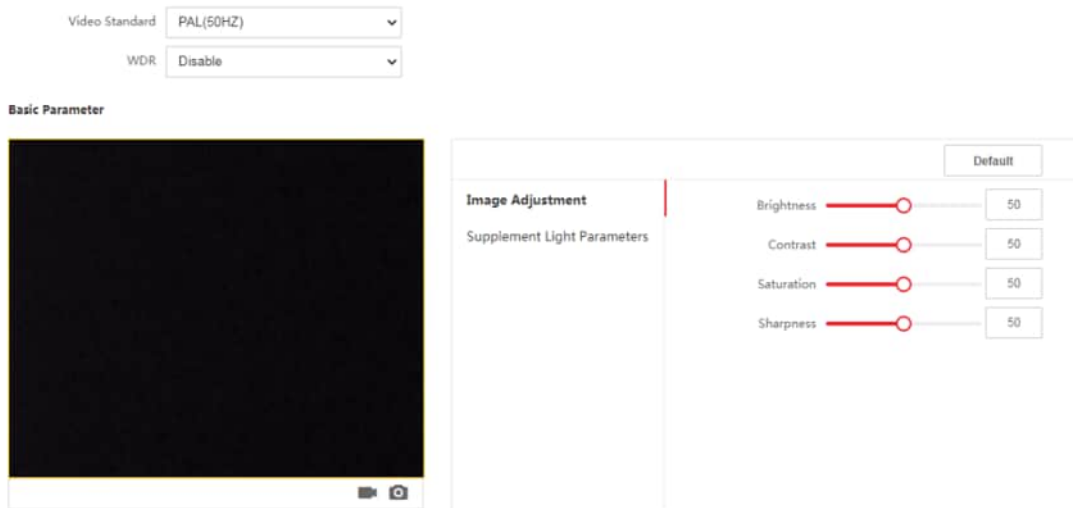 Video Standard PAL(50HZ)
WDR Disable
Basic Parameter
Default
Image Adjustment
Supplement Light Parameters
Brightness 50
Contrast 50
Saturation 50
Sharpness 50